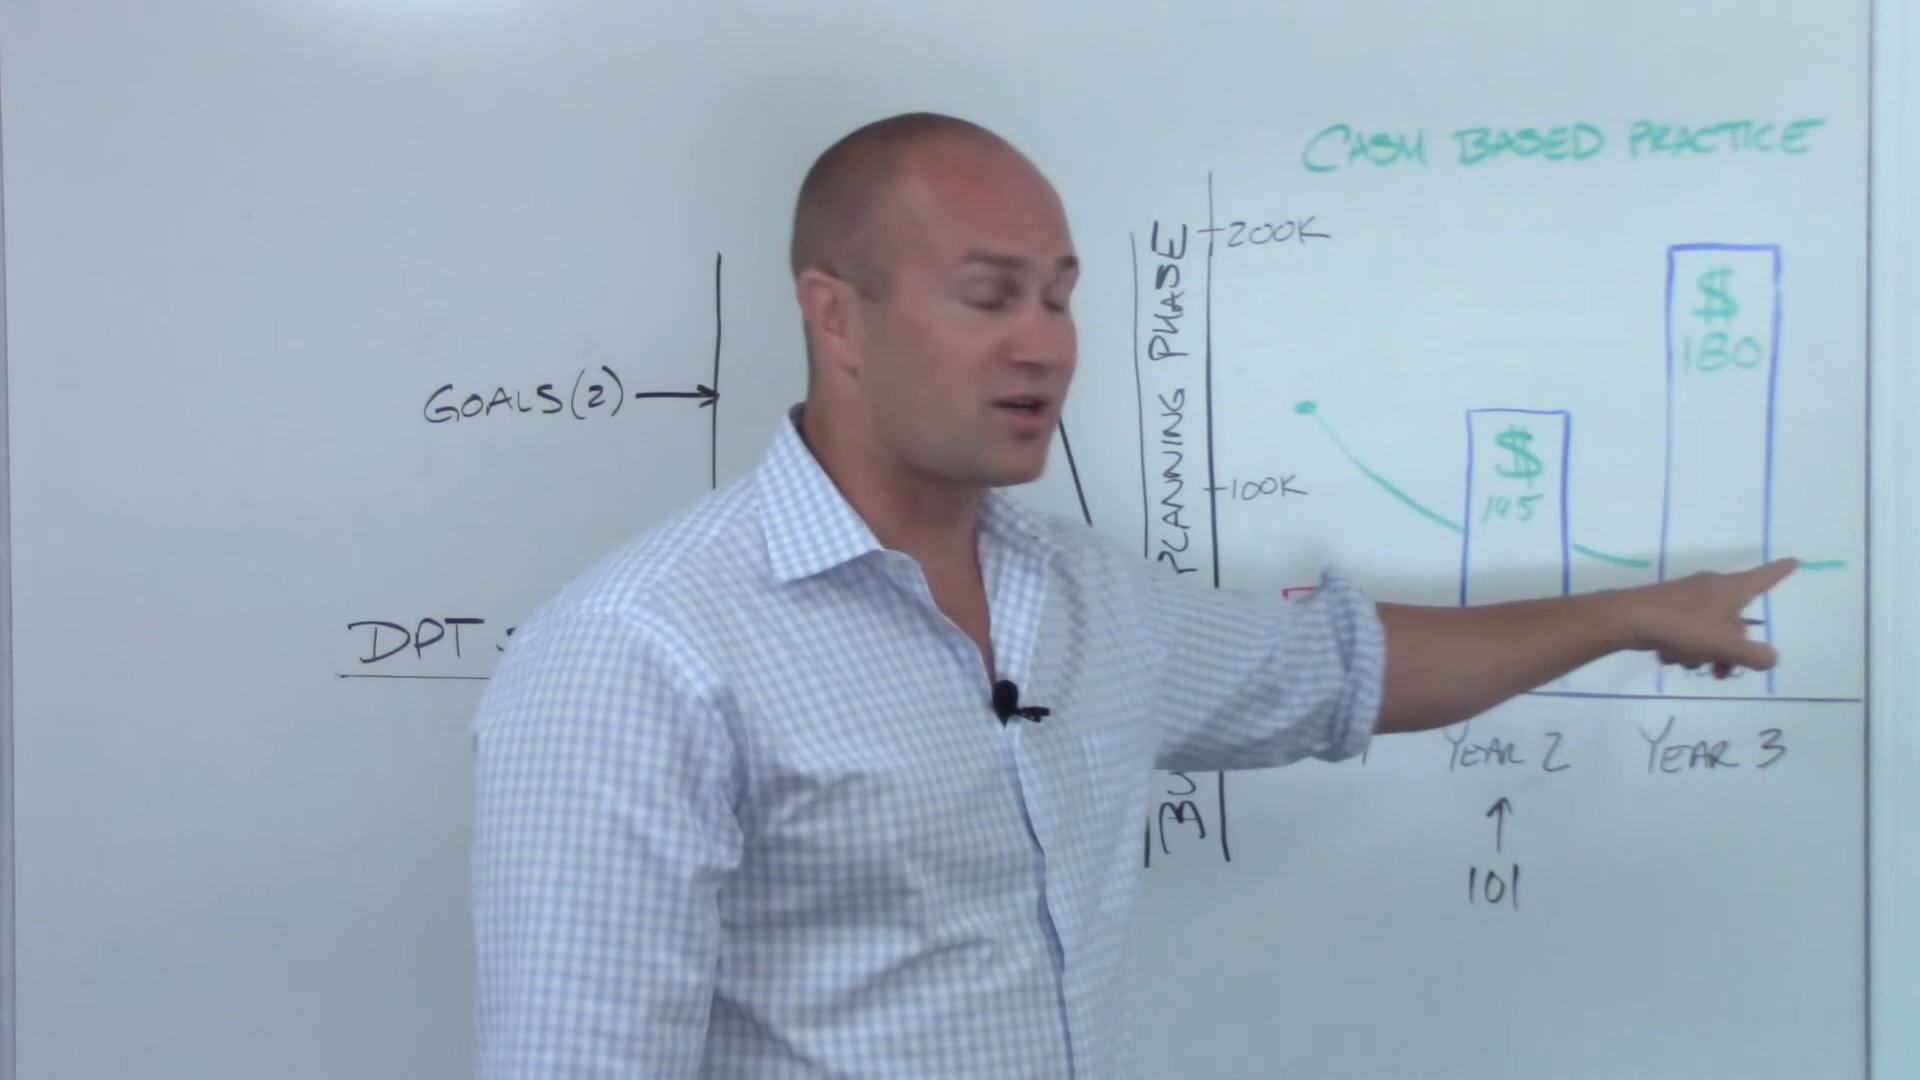 CASH BASED PRACTICE
200K
PLANNING PHASE
$
180
GOALS(2)
$
145
100K
DPT
YEAR 2
YEAR 3
101